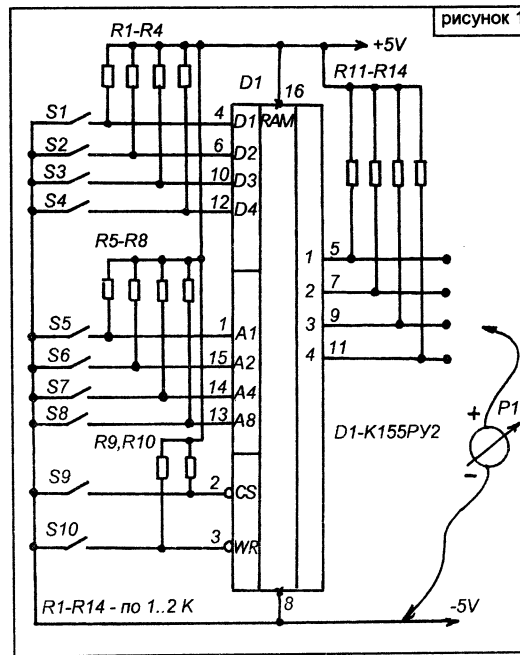 рисунок 1
R1-R4
+5V
D1
R11-R14
16
S1
4
D1
RAM
S2
6
D2
S3
10
D3
S4
12
D4
R5-R8
1
5
2
7
3
9
4
11
S5
1
A1
S6
15
A2
S7
14
A4
S8
13
A8
+
P1
-
R9,R10
D1-К155РУ2
S9
2
CS
S10
3
WR
R1-R14 - по 1..2 К
8
-5V